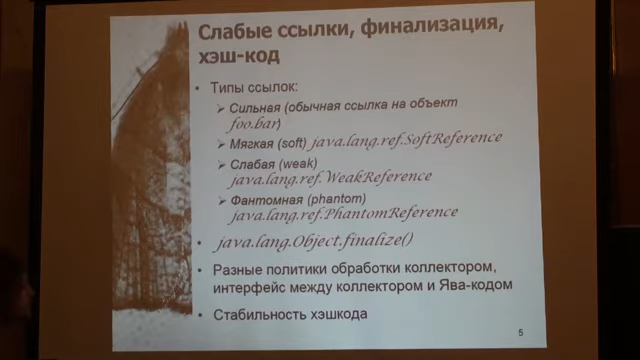 Слабые ссылки, финализация,
хэш-код
• Типы ссылок:
➢ Сильная (обычная ссылка на объект
foo.bar)
➢ Мягкая (soft) java.lang.ref.SoftReference
➢ Слабая (weak)
java.lang.ref.WeakReference
➢ Фантомная (phantom)
java.lang.ref.PhantomReference
• java.lang.Object.finalize()
• Разные политики обработки коллектором,
интерфейс между коллектором и Ява-кодом
• Стабильность хэшкода
5